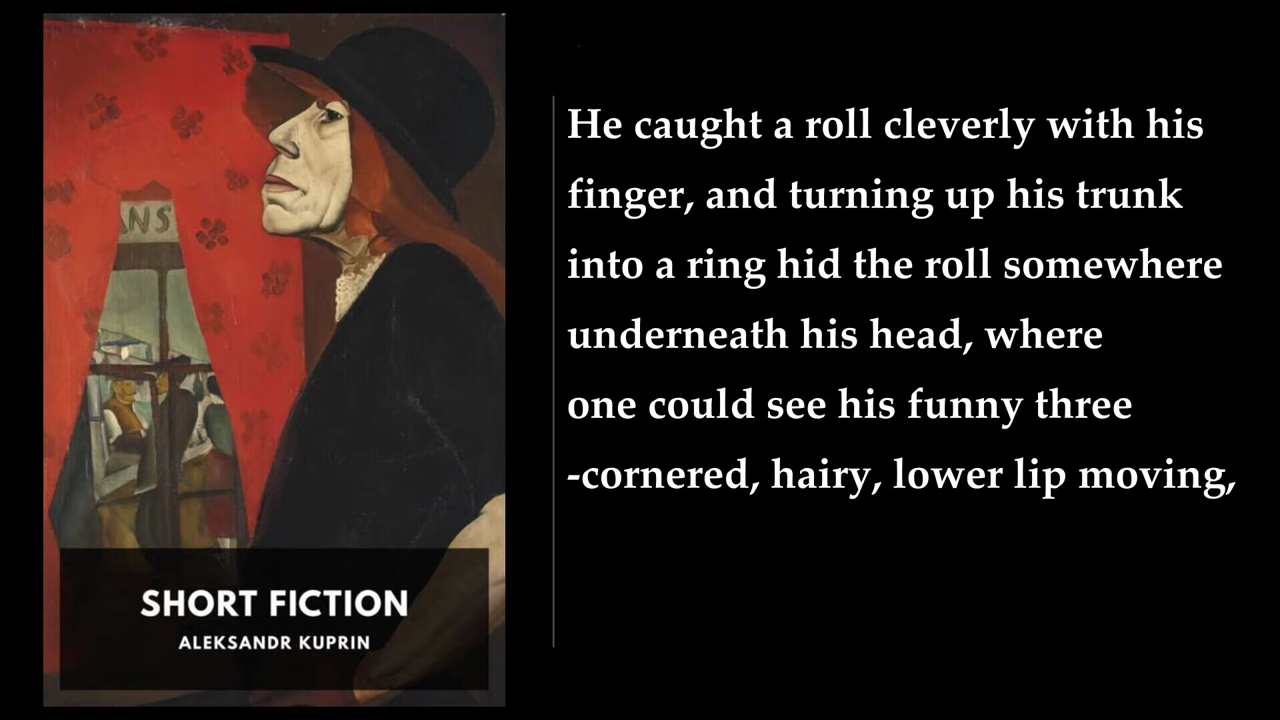 ANS
SHORT FICTION
ALEKSANDR KUPRIN
He caught a roll cleverly with his
finger, and turning up his trunk
into a ring hid the roll somewhere
underneath his head, where
one could see his funny three
-cornered, hairy, lower lip moving,